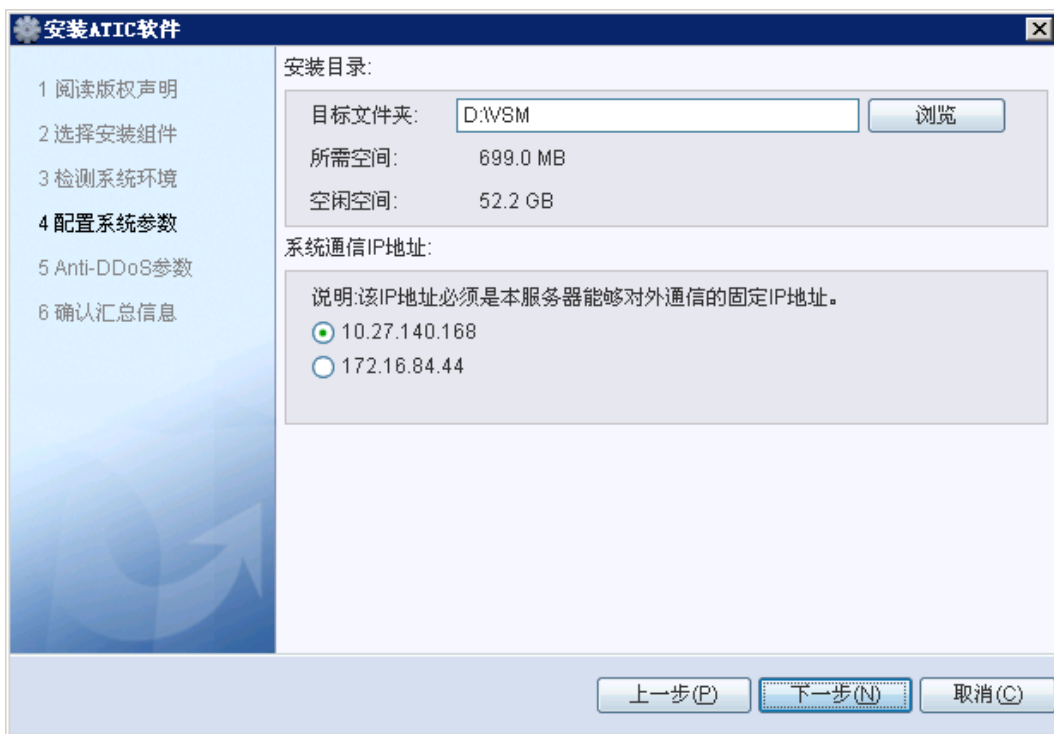 安装ATIC软件
1 阅读版权声明
2 选择安装组件
3 检测系统环境
4 配置系统参数
5 Anti-DDoS参数
6 确认汇总信息
安装目录:
目标文件夹: D:\VSM 浏览
所需空间: 699.0 MB
空闲空间: 52.2 GB
系统通信IP地址:
说明:该IP地址必须是本服务器能够对外通信的固定IP地址。
10.27.140.168
172.16.84.44
上一步(P) 下一步(N) 取消(C)